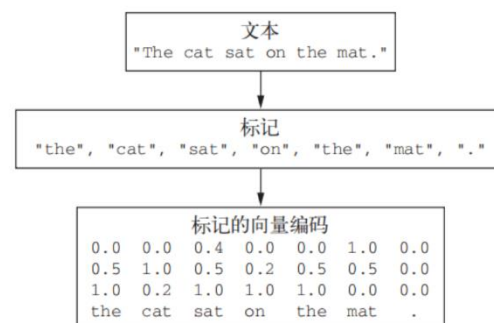 文本
"The cat sat on the mat."
标记
"the", "cat", "sat", "on", "the", "mat", "."
标记的向量编码
0.0 0.0 0.4 0.0 0.0 1.0 0.0
0.5 1.0 0.5 0.2 0.5 0.5 0.0
1.0 0.2 1.0 1.0 1.0 0.0 0.0
the cat sat on the mat .